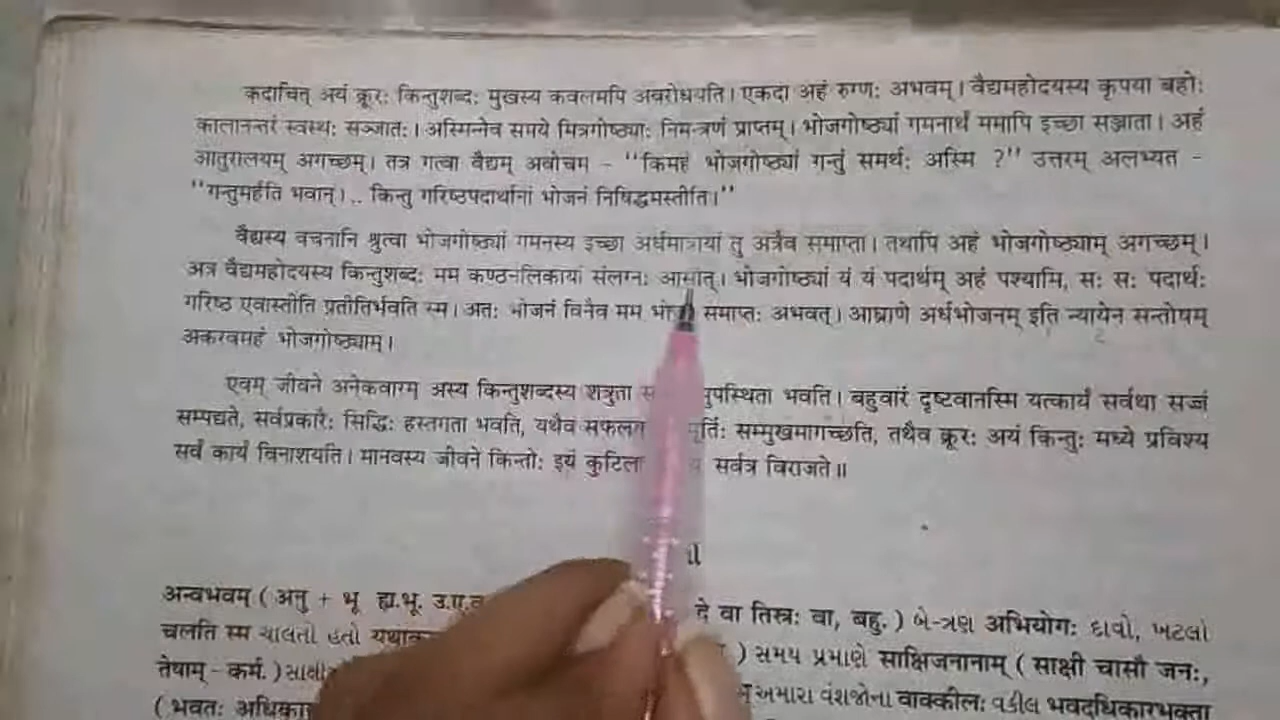 कदाचित् अयं क्रूरः किन्तुशब्दः मुखस्य कवलमपि अवरोधयति। एकदा अहं रुग्णः अभवम्। वैद्यमहोदयस्य कृपया बहोः
कालानन्तरं स्वस्थः सञ्जातः। अस्मिन्नेव समये मित्रगोष्ठ्याः निमन्त्रणं प्राप्तम्। भोजगोष्ठ्यां गमनार्थं ममापि इच्छा सञ्जाता। अहं
आतुरालयम् अगच्छम्। तत्र गत्वा वैद्यम् अवोचम - "किमहं भोजगोष्ठ्यां गन्तुं समर्थः अस्मि ?" उत्तरम् अलभ्यत -
"गन्तुमर्हति भवान्।.. किन्तु गरिष्ठपदार्थानां भोजनं निषिद्धमस्तीति।"
वैद्यस्य वचनानि श्रुत्वा भोजगोष्ठ्यां गमनस्य इच्छा अर्धमात्रायां तु अत्रैव समाप्ता। तथापि अहं भोजगोष्ठ्याम् अगच्छम्।
अत्र वैद्यमहोदयस्य किन्तुशब्दः मम कण्ठनलिकायां संलग्नः आसीत्। भोजगोष्ठ्यां यं यं पदार्थम् अहं पश्यामि, सः सः पदार्थः
गरिष्ठ एवास्तीति प्रतीतिर्भवति स्म। अतः भोजनं विनैव मम समाप्तः अभवत्। आघ्राणे अर्धभोजनम् इति न्यायेन सन्तोषम्
अकरवमहं भोजगोष्ठ्याम्।
एवम् जीवने अनेकवारम् अस्य किन्तुशब्दस्य शत्रुता भवति। बहुवारं दृष्टवानस्मि यत्कार्यं सर्वथा सज्जं
सम्पद्यते, सर्वप्रकारैः सिद्धिः हस्तगता भवति, यथैव सम्मुखमागच्छति, तथैव क्रूरः अयं किन्तुः मध्ये प्रविश्य
सर्वं कार्यं विनाशयति। मानवस्य जीवने किन्तोः इयं सर्वत्र विराजते॥
अन्वभवम् ( अनु + भू ह्य.भू. वा तिस्रः वा, बहु. ) બે-ત્રણ अभियोगः દાવો, ખટલો
चलति स्म ચાલતો હતો ) સમય પ્રમાણે साक्षिजनानाम् ( साक्षी चासौ जनः,
तेषाम् - कर्म. ) અમારા વંશજોના वाक्कीलः વકીલ भवदधिकारभुक्ता
( भवतः